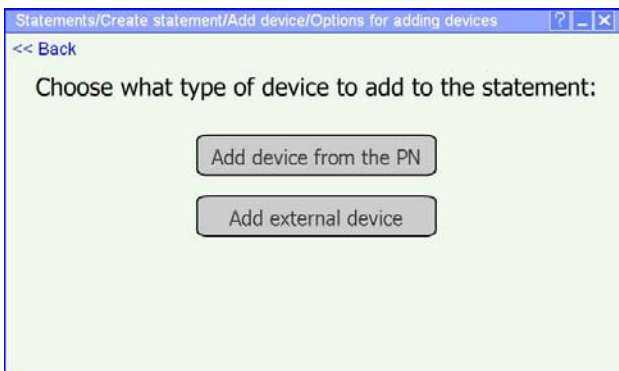 Statements/Create statement/Add device/Options for adding devices ? _ X
<< Back
Choose what type of device to add to the statement:
Add device from the PN
Add external device